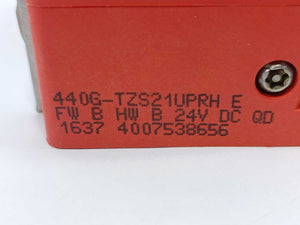 440G-TZS21UPRH E
FW B HW B 24V DC QD
1637 4007538656